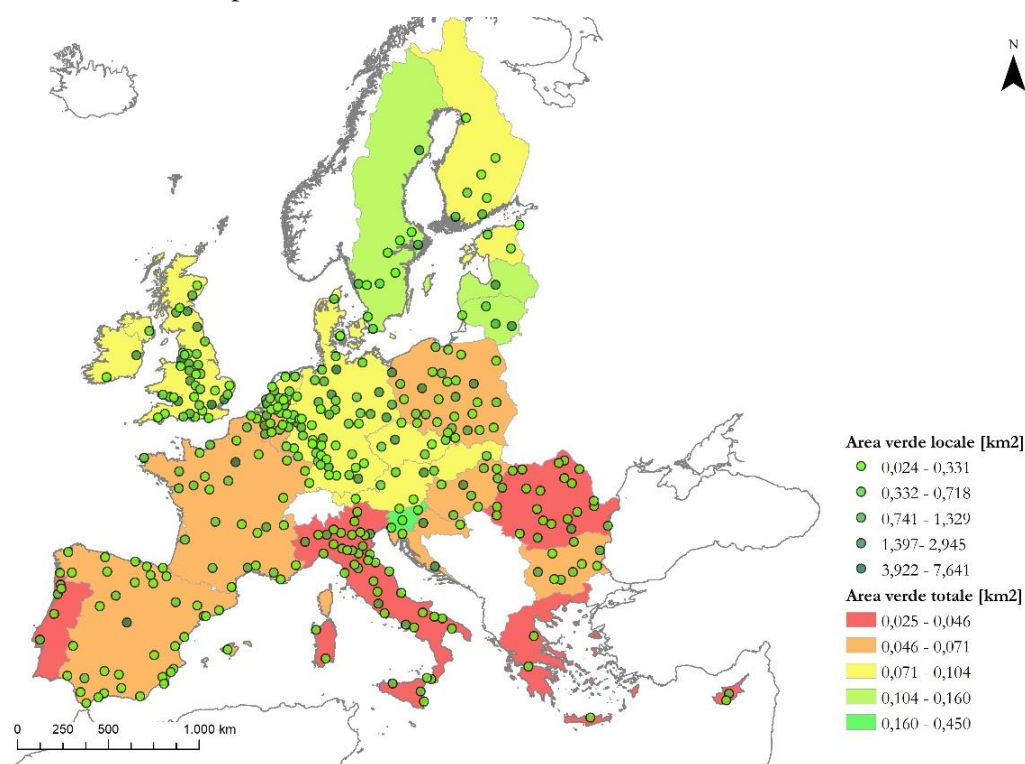 N
Area verde locale [km2]
0,024 - 0,331
0,332 - 0,718
0,741 - 1,329
1,397- 2,945
3,922 - 7,641
Area verde totale [km2]
0,025 - 0,046
0,046 - 0,071
0,071 - 0,104
0,104 - 0,160
0,160 - 0,450
0 250 500 1.000 km